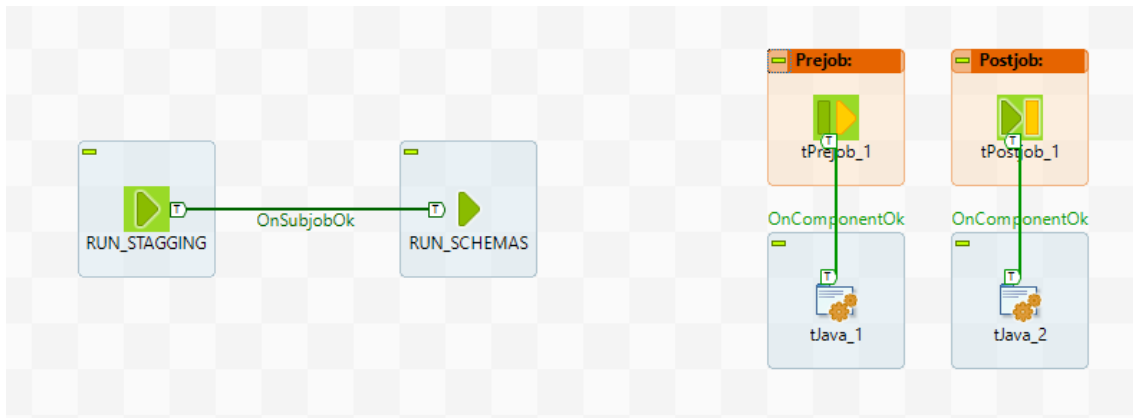 Prejob:
Postjob:
tPrejob_1
tPostjob_1
T
T
OnSubjobOk
T
T
RUN_STAGGING
RUN_SCHEMAS
OnComponentOk
OnComponentOk
T
T
tJava_1
tJava_2